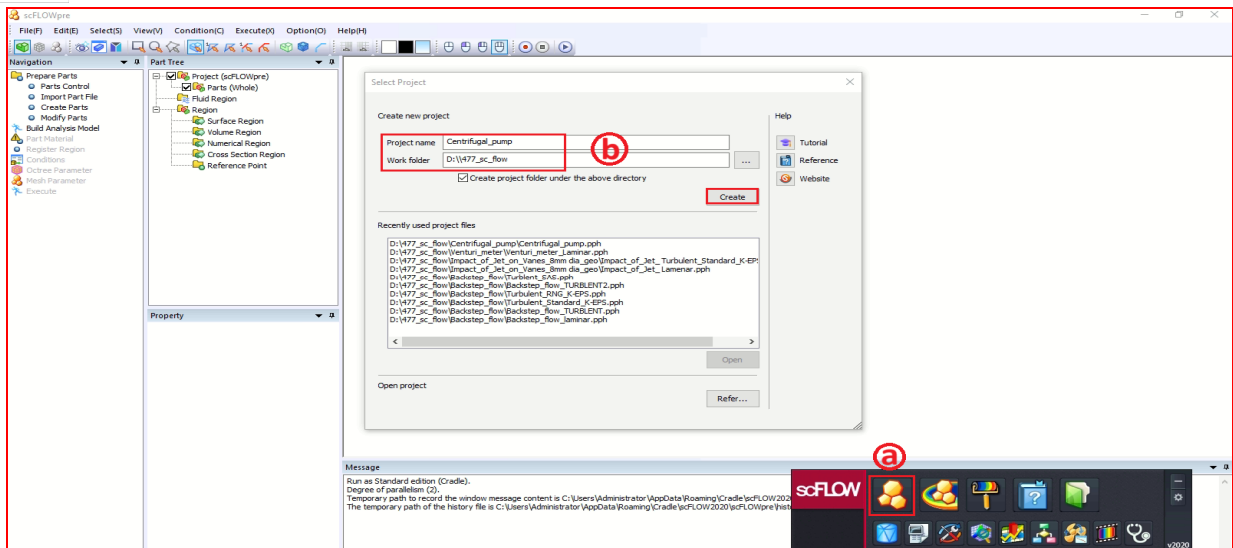 scFLOWpre
File(F) Edit(E) Select(S) View(V) Condition(C) Execute(X) Option(O) Help(H)
Navigation
Prepare Parts
Parts Control
Import Part File
Create Parts
Modify Parts
Build Analysis Model
Part Material
Register Region
Conditions
Octree Parameter
Mesh Parameter
Execute
Part Tree
Project (scFLOWpre)
Parts (Whole)
Fluid Region
Region
Surface Region
Volume Region
Numerical Region
Cross Section Region
Reference Point
Property
Select Project
Create new project
Project name Centrifugal_pump
Work folder D:\\477_sc_flow ...
b
Create project folder under the above directory
Create
Recently used project files
D:\477_sc_flow\Centrifugal_pump\Centrifugal_pump.pph
D:\477_sc_flow\Venturi_meter\Venturi_meter_Laminar.pph
D:\477_sc_flow\Impact_of_Jet_on_Vanes_8mm dia_geo\Impact_of_Jet_ Turbulent_Standard_K-EP
D:\477_sc_flow\Impact_of_Jet_on_Vanes_8mm dia_geo\Impact_of_Jet_Lamenar.pph
D:\477_sc_flow\Backstep_flow\Turblent_SAS.pph
D:\477_sc_flow\Backstep_flow\Backstep_flow_TURBLENT2.pph
D:\477_sc_flow\Backstep_flow\Turbulent_RNG_K-EPS.pph
D:\477_sc_flow\Backstep_flow\Turbulent_Standard_K-EPS.pph
D:\477_sc_flow\Backstep_flow\Backstep_flow_TURBLENT.pph
D:\477_sc_flow\Backstep_flow\Backstep_flow_laminar.pph
Open
Open project
Refer...
Help
Tutorial
Reference
Website
Message
Run as Standard edition (Cradle).
Degree of parallelism (2).
Temporary path to record the window message content is C:\Users\Administrator\AppData\Roaming\Cradle\scFLOW202
The temporary path of the history file is C:\Users\Administrator\AppData\Roaming\Cradle\scFLOW2020\scFLOWpre\hist
a
scFLOW
v2020